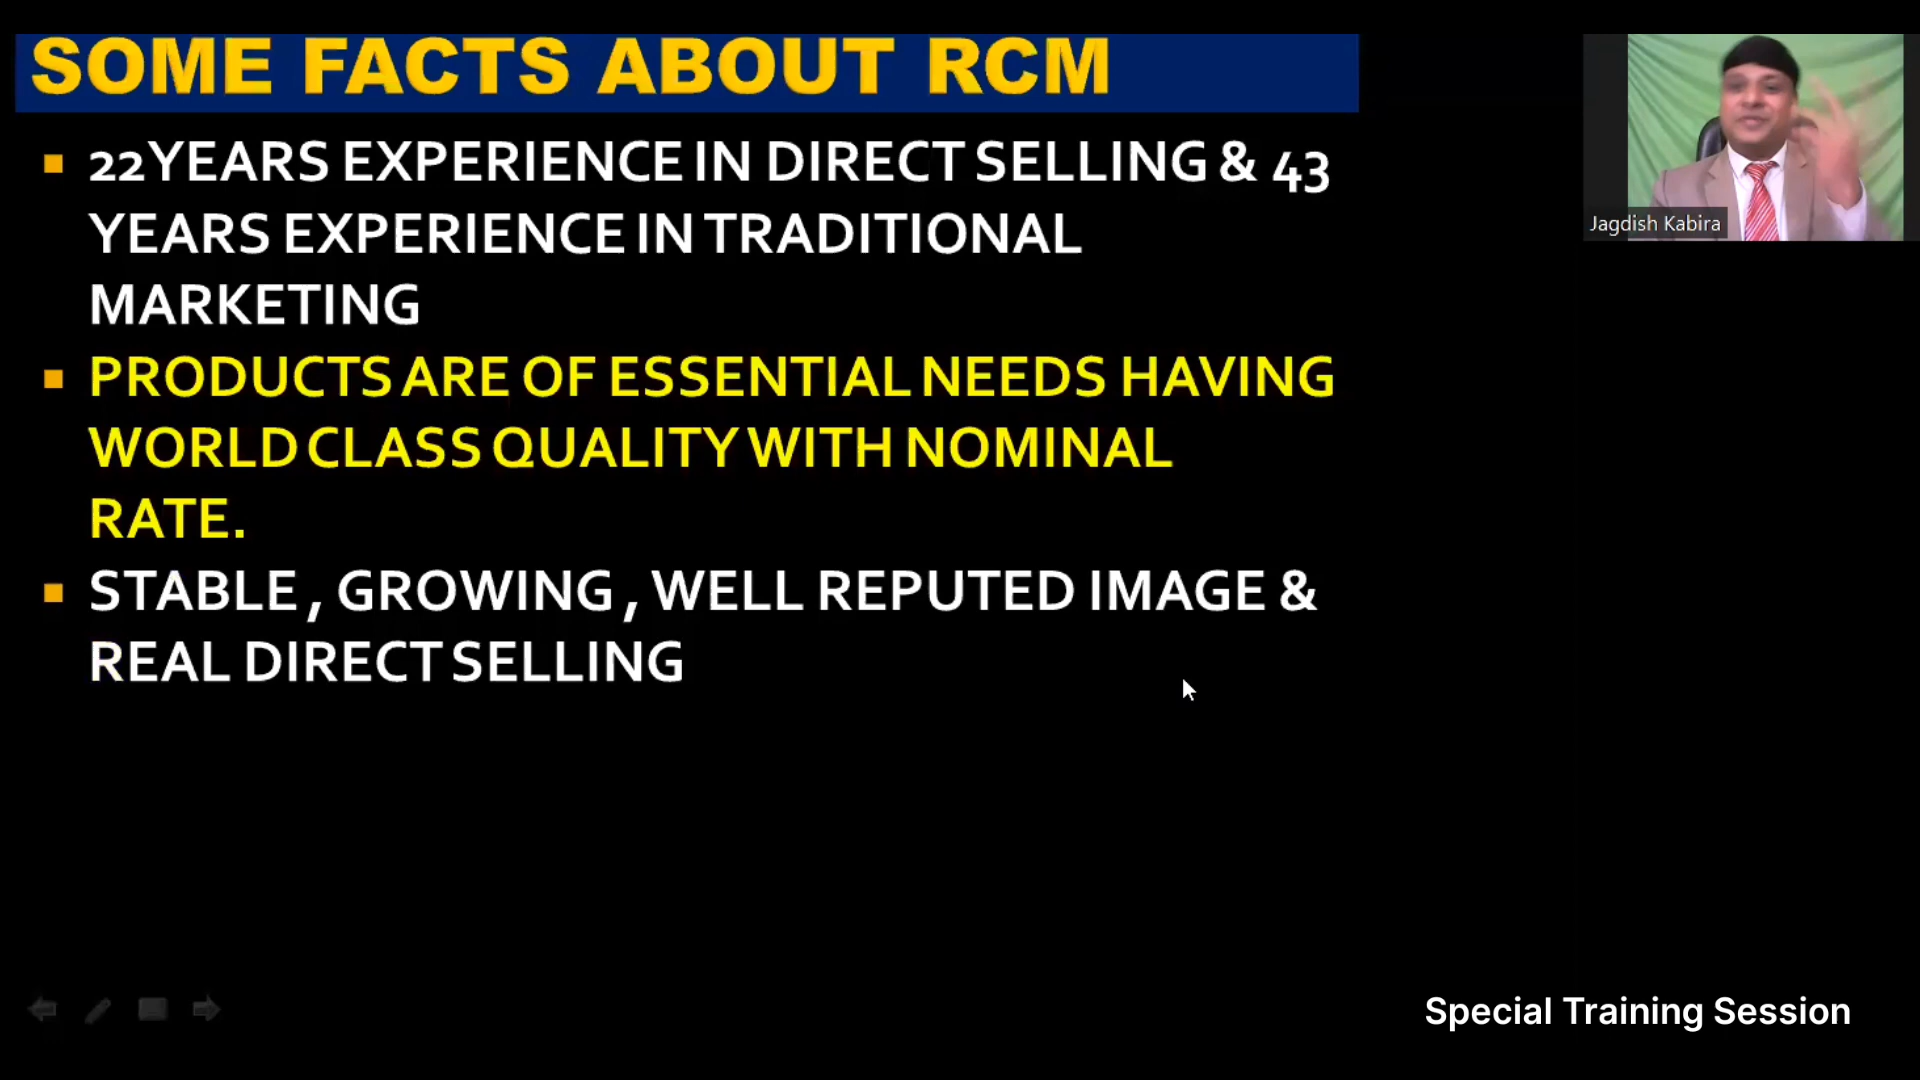 SOME FACTS ABOUT RCM
22 YEARS EXPERIENCE IN DIRECT SELLING & 43
YEARS EXPERIENCE IN TRADITIONAL
MARKETING
PRODUCTS ARE OF ESSENTIAL NEEDS HAVING
WORLD CLASS QUALITY WITH NOMINAL
RATE.
STABLE , GROWING , WELL REPUTED IMAGE &
REAL DIRECT SELLING
Jagdish Kabira
Special Training Session